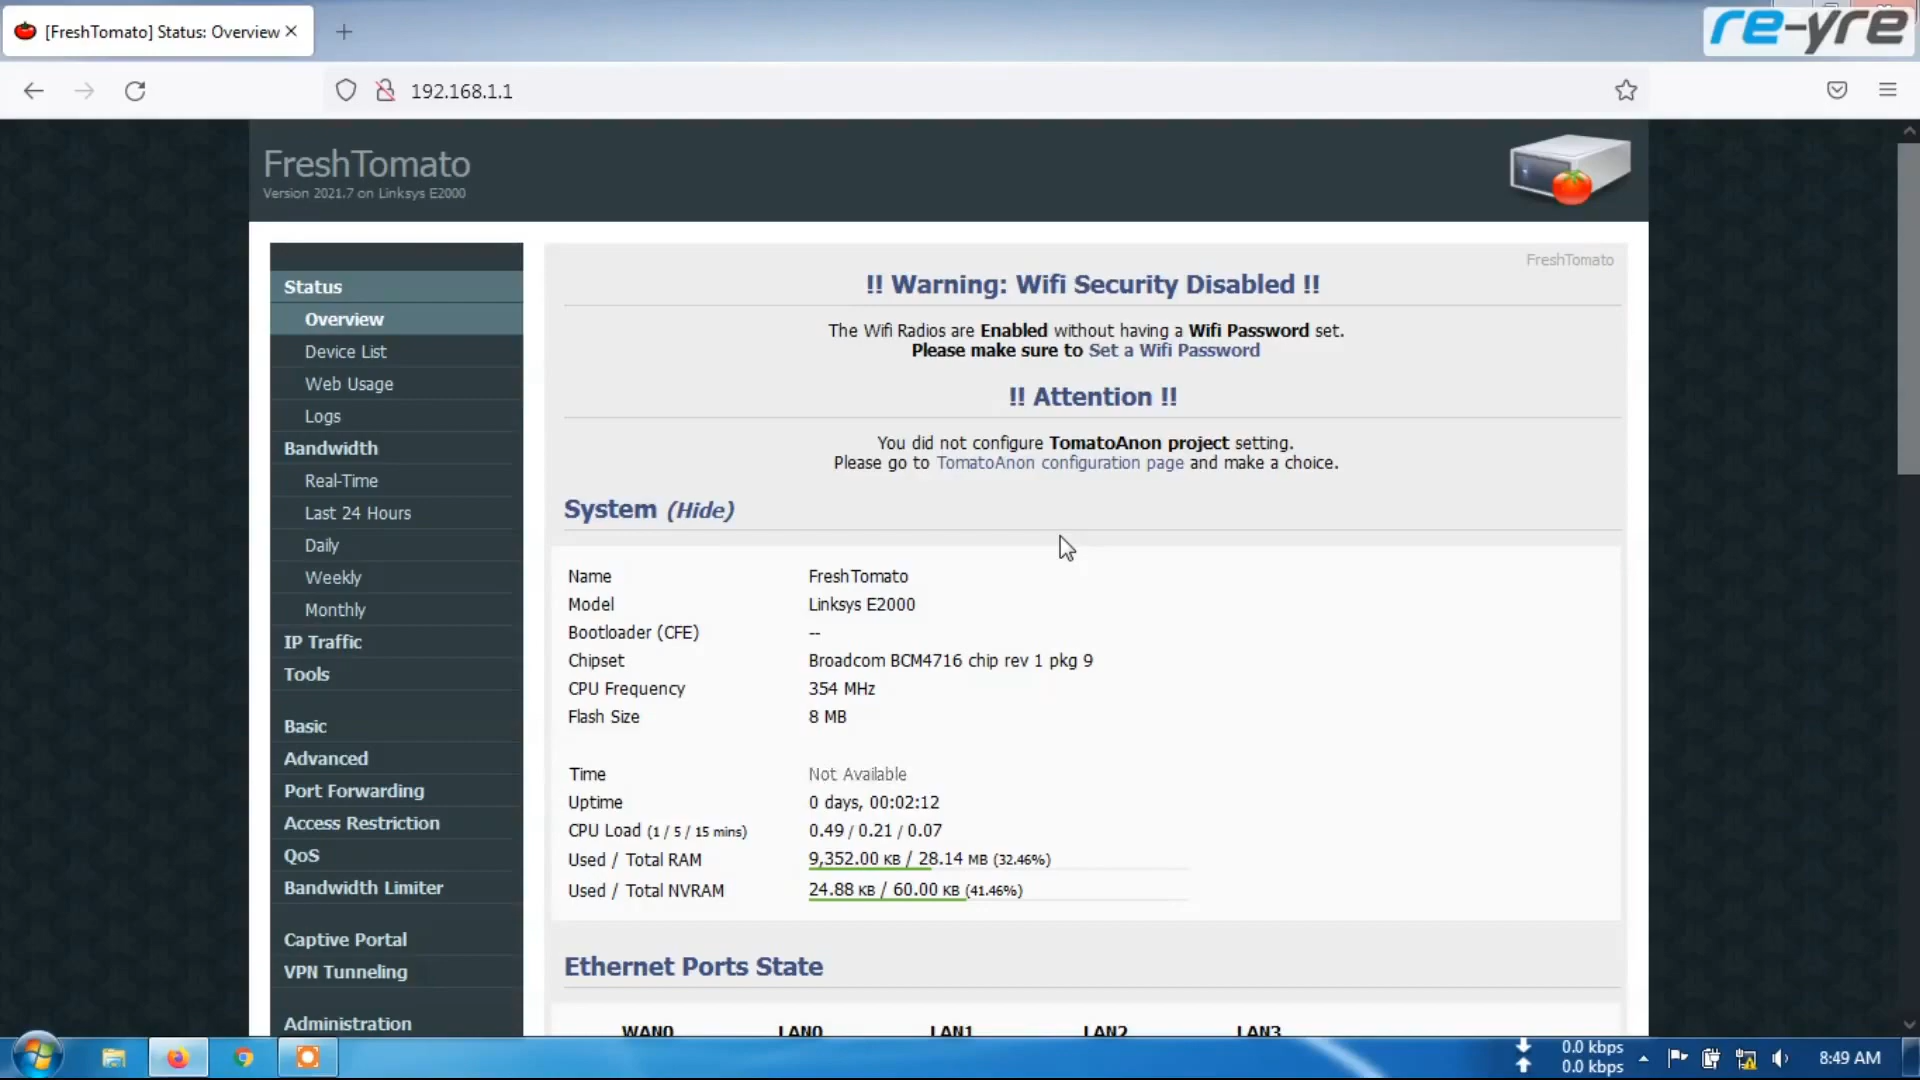 [FreshTomato] Status: Overview
re-yre
192.168.1.1
FreshTomato
Version 2021.7 on Linksys E2000
Status
Overview
Device List
Web Usage
Logs
Bandwidth
Real-Time
Last 24 Hours
Daily
Weekly
Monthly
IP Traffic
Tools
Basic
Advanced
Port Forwarding
Access Restriction
QoS
Bandwidth Limiter
Captive Portal
VPN Tunneling
Administration
FreshTomato
!! Warning: Wifi Security Disabled !!
The Wifi Radios are Enabled without having a Wifi Password set.
Please make sure to Set a Wifi Password
!! Attention !!
You did not configure TomatoAnon project setting.
Please go to TomatoAnon configuration page and make a choice.
System (Hide)
Name FreshTomato
Model Linksys E2000
Bootloader (CFE) --
Chipset Broadcom BCM4716 chip rev 1 pkg 9
CPU Frequency 354 MHz
Flash Size 8 MB
Time Not Available
Uptime 0 days, 00:02:12
CPU Load (1 / 5 / 15 mins) 0.49 / 0.21 / 0.07
Used / Total RAM 9,352.00 KB / 28.14 MB (32.46%)
Used / Total NVRAM 24.88 KB / 60.00 KB (41.46%)
Ethernet Ports State
WAN0 LAN0 LAN1 LAN2 LAN3
0.0 kbps
0.0 kbps
8:49 AM